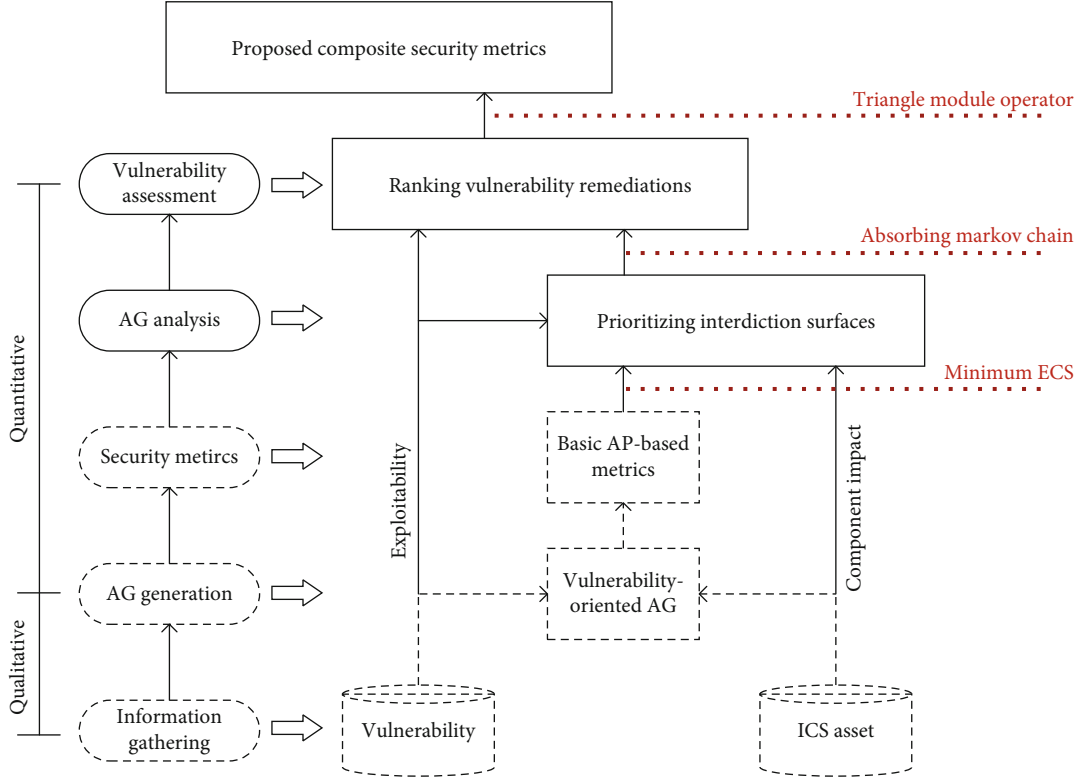 Proposed composite security metrics
Triangle module operator
Vulnerability
assessment
Ranking vulnerability remediations
Absorbing markov chain
AG analysis
Prioritizing interdiction surfaces
Quantitative
Minimum ECS
Security metircs
Basic AP-based
metrics
Exploitability
Component impact
AG generation
Vulnerability-
oriented AG
Qualitative
Information
gathering
Vulnerability
ICS asset